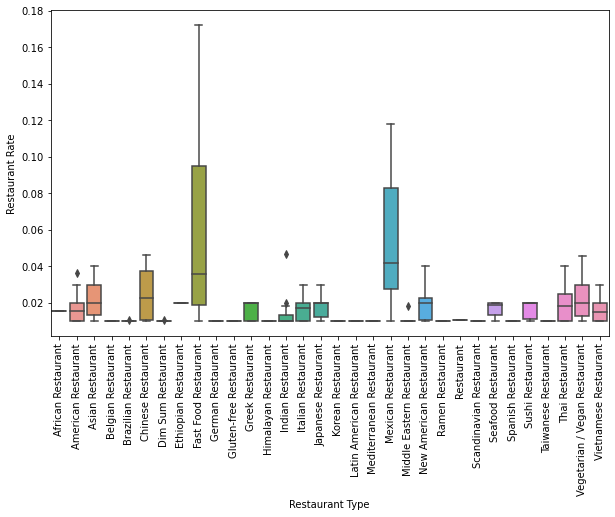 0.18
0.16
0.14
0.12
0.10
0.08
0.06
0.04
0.02
Restaurant Rate
African Restaurant
American Restaurant
Asian Restaurant
Belgian Restaurant
Brazilian Restaurant
Chinese Restaurant
Dim Sum Restaurant
Ethiopian Restaurant
Fast Food Restaurant
German Restaurant
Gluten-free Restaurant
Greek Restaurant
Himalayan Restaurant
Indian Restaurant
Italian Restaurant
Japanese Restaurant
Korean Restaurant
Latin American Restaurant
Mediterranean Restaurant
Mexican Restaurant
Middle Eastern Restaurant
New American Restaurant
Ramen Restaurant
Restaurant
Scandinavian Restaurant
Seafood Restaurant
Spanish Restaurant
Sushi Restaurant
Taiwanese Restaurant
Thai Restaurant
Vegetarian / Vegan Restaurant
Vietnamese Restaurant
Restaurant Type